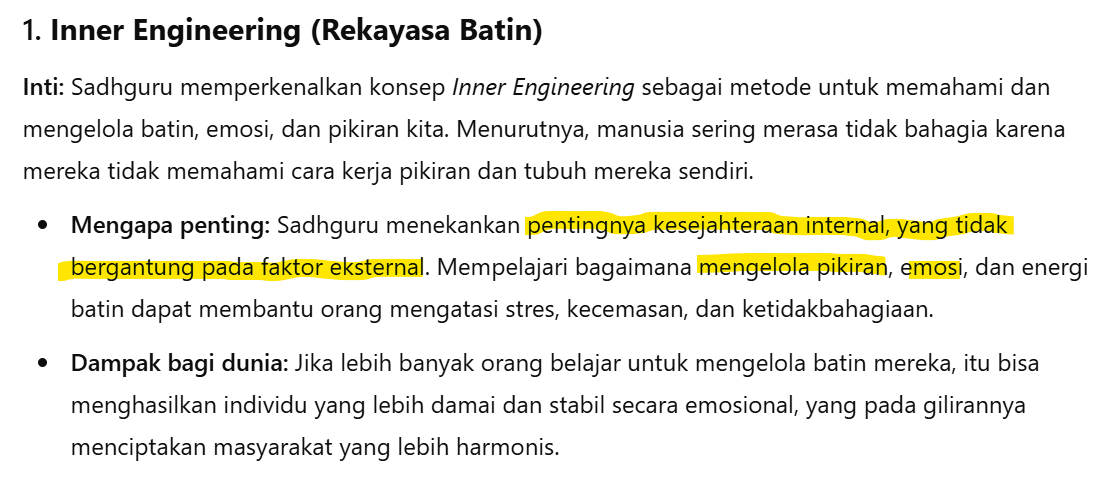 1. Inner Engineering (Rekayasa Batin)
Inti: Sadhguru memperkenalkan konsep Inner Engineering sebagai metode untuk memahami dan
mengelola batin, emosi, dan pikiran kita. Menurutnya, manusia sering merasa tidak bahagia karena
mereka tidak memahami cara kerja pikiran dan tubuh mereka sendiri.
• Mengapa penting: Sadhguru menekankan pentingnya kesejahteraan internal, yang tidak
bergantung pada faktor eksternal. Mempelajari bagaimana mengelola pikiran, emosi, dan energi
batin dapat membantu orang mengatasi stres, kecemasan, dan ketidakbahagiaan.
• Dampak bagi dunia: Jika lebih banyak orang belajar untuk mengelola batin mereka, itu bisa
menghasilkan individu yang lebih damai dan stabil secara emosional, yang pada gilirannya
menciptakan masyarakat yang lebih harmonis.